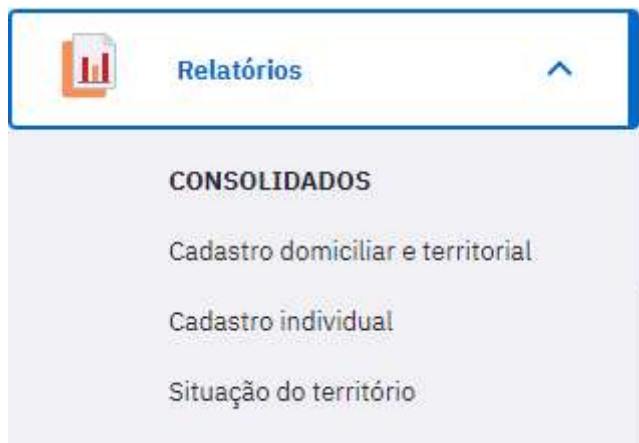 Relatórios
CONSOLIDADOS
Cadastro domiciliar e territorial
Cadastro individual
Situação do território